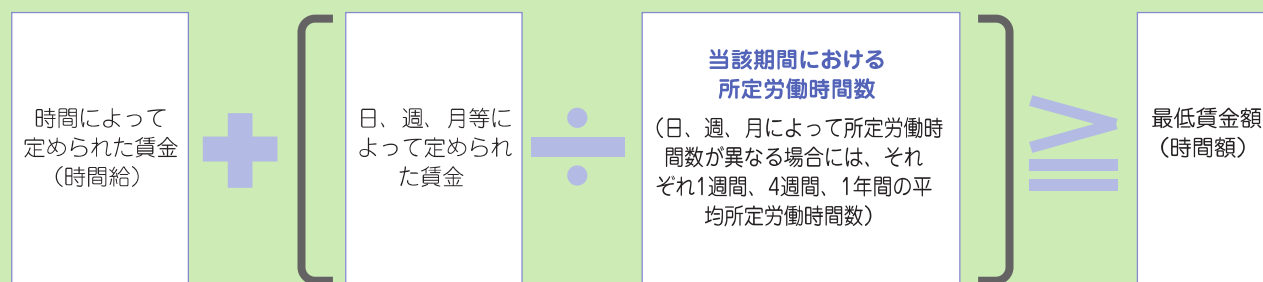 時間によって
定められた賃金
（時間給）
日、週、月等に
よって定められ
た賃金
当該期間における
所定労働時間数
（日、週、月によって所定労働時
間数が異なる場合には、それ
ぞれ1週間、4週間、1年間の平
均所定労働時間数）
最低賃金額
（時間額）